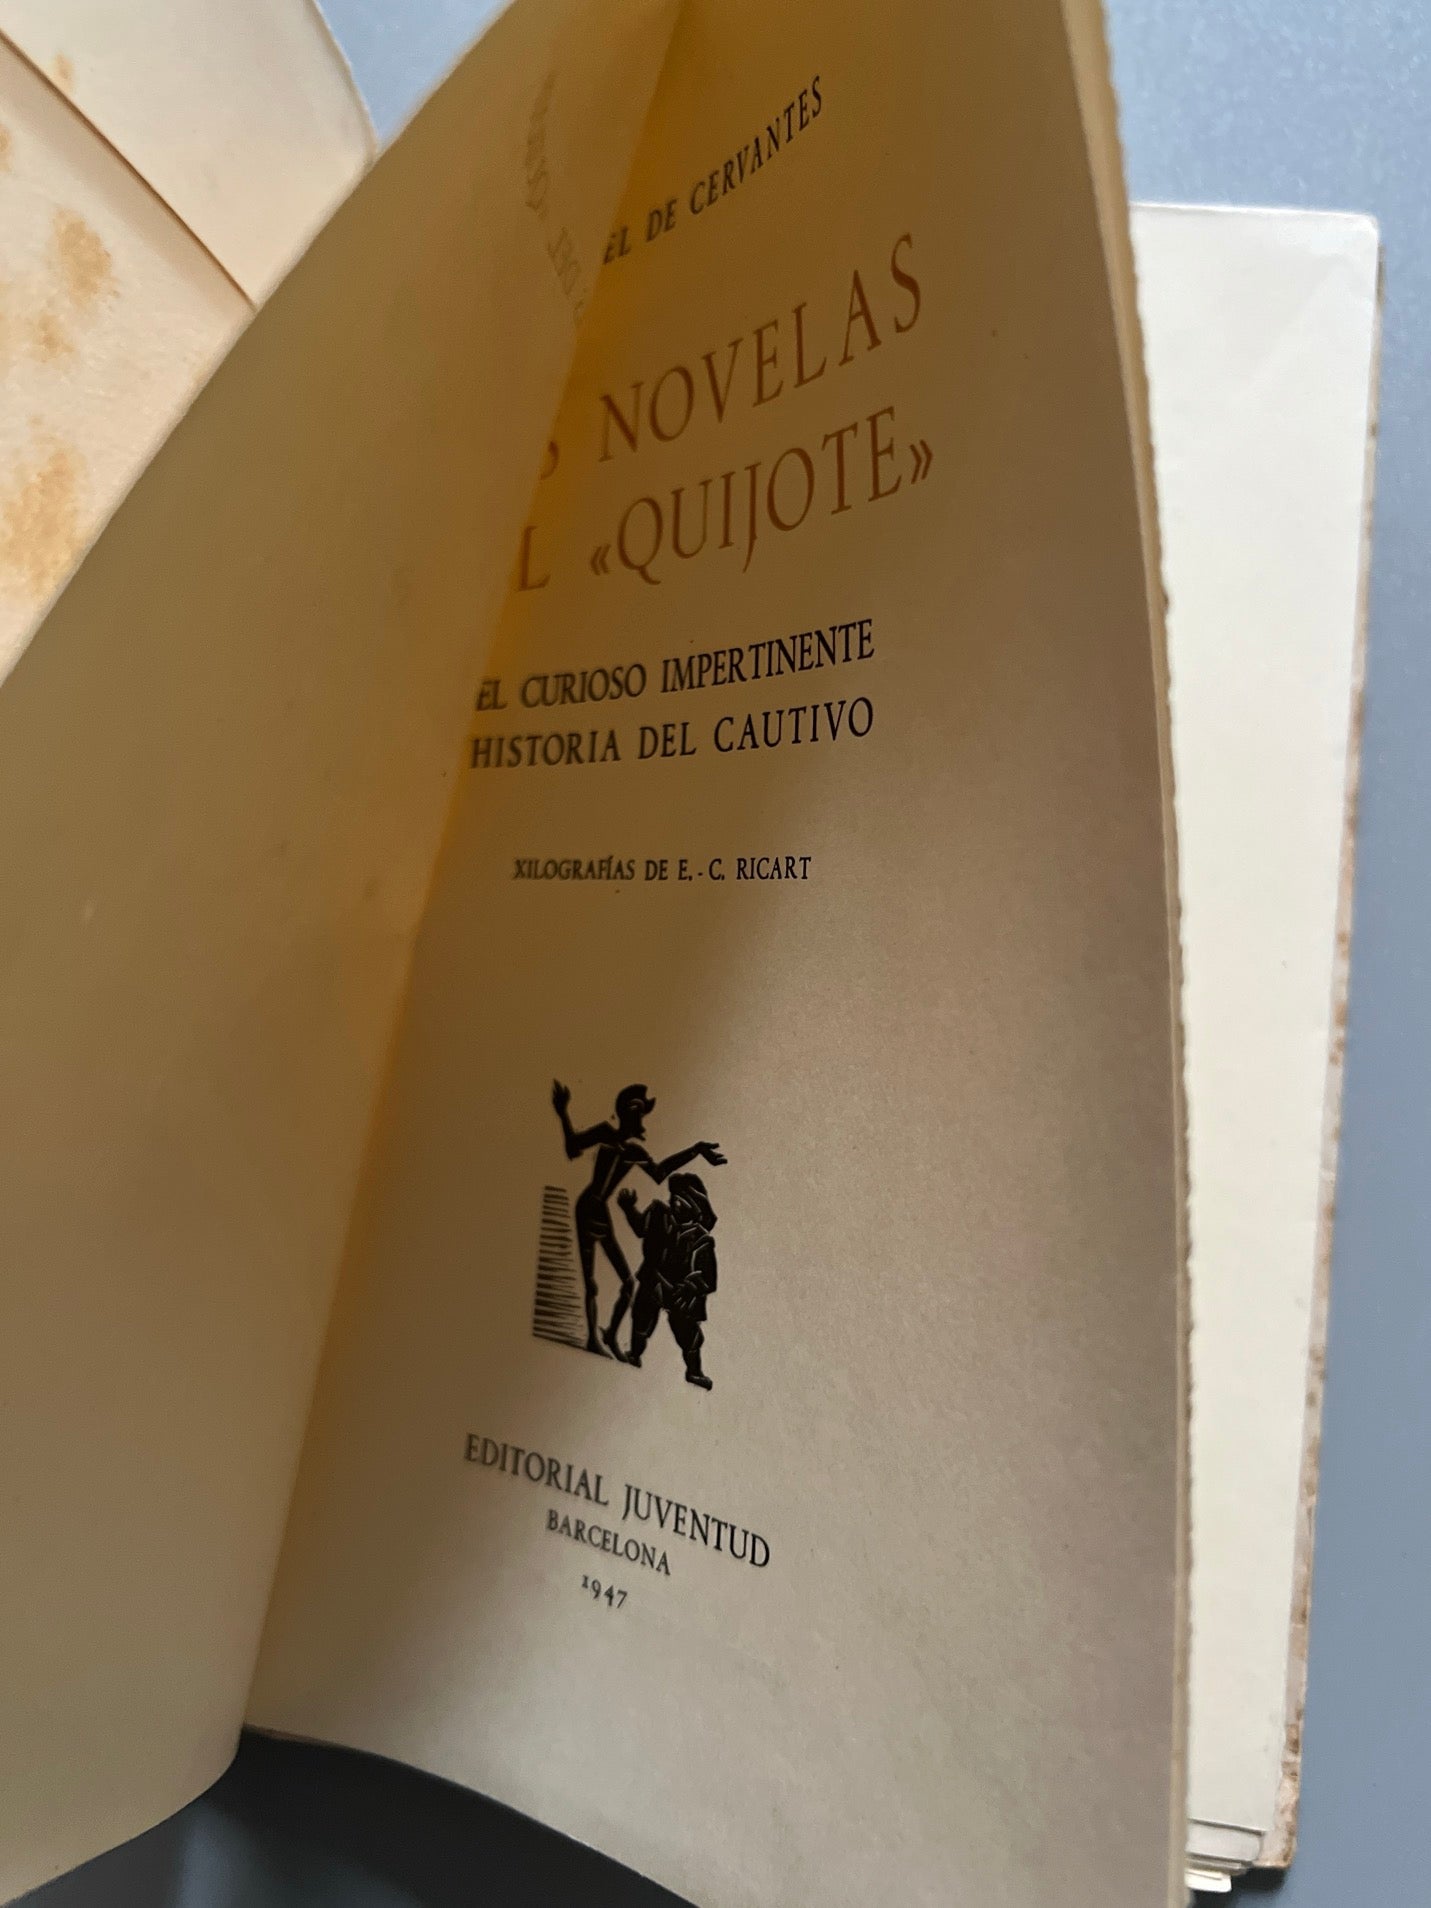 EL DE CERVANTES
S NOVELAS
L «QUIJOTE»
EL CURIOSO IMPERTINENTE
HISTORIA DEL CAUTIVO
XILOGRAFÍAS DE E.-C. RICART
EDITORIAL JUVENTUD
BARCELONA
1947